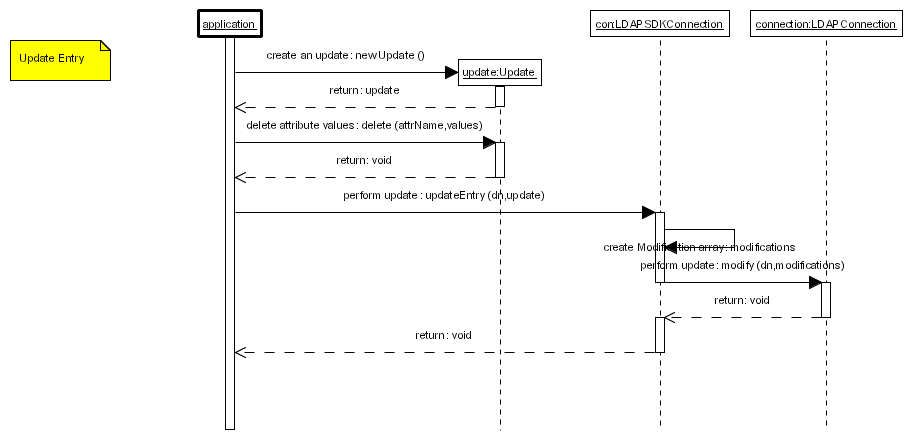 application
con:LDAPSDKConnection
connection:LDAPConnection
Update Entry
create an update : new Update ()
update:Update
return : update
delete attribute values : delete (attrName,values)
return : void
perform update : updateEntry (dn,update)
create Modification array : modifications
perform update : modify (dn,modifications)
return : void
return : void